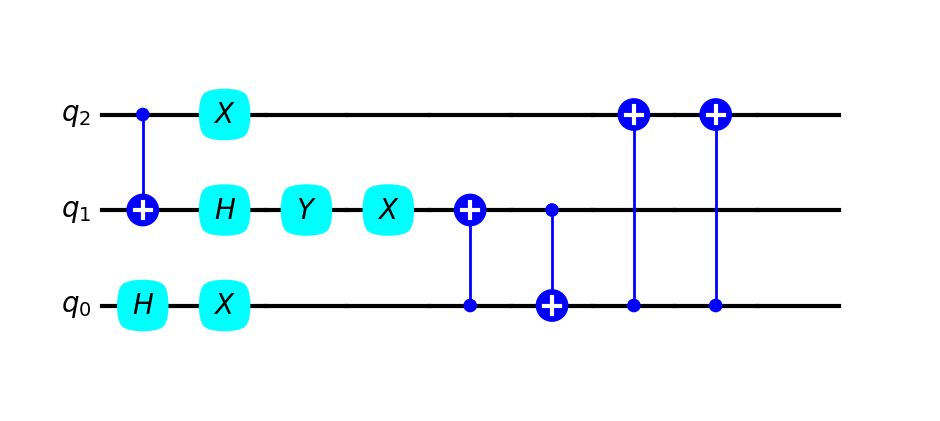 q2 X
q1 H Y X
q0 H X